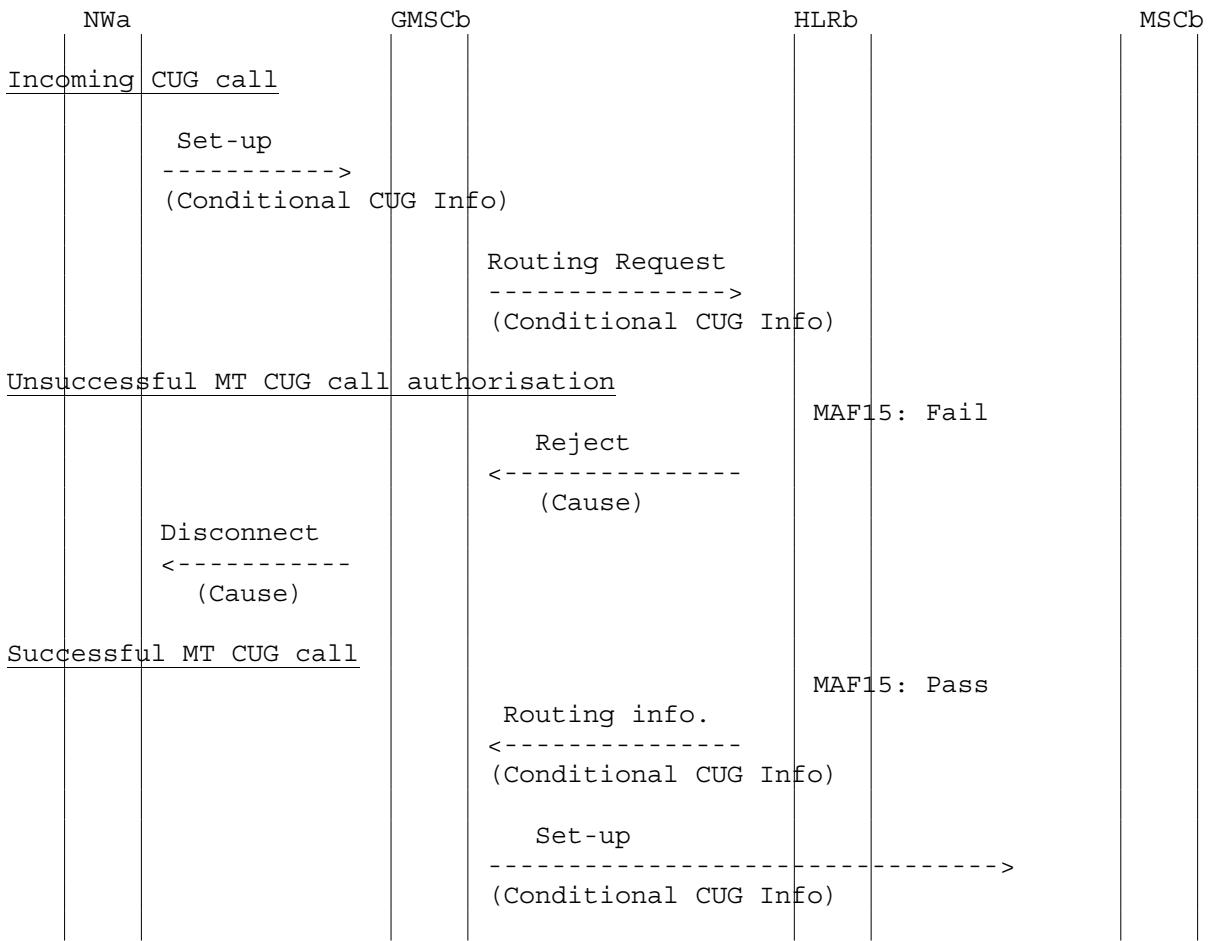 NWa GMSCb HLRb MSCb
Incoming CUG call
Set-up
----------->
(Conditional CUG Info)
Routing Request
--------------->
(Conditional CUG Info)
Unsuccessful MT CUG call authorisation
MAF15: Fail
Reject
<---------------
(Cause)
Disconnect
<-----------
(Cause)
Successful MT CUG call
MAF15: Pass
Routing info.
<---------------
(Conditional CUG Info)
Set-up
-------------------------------->
(Conditional CUG Info)